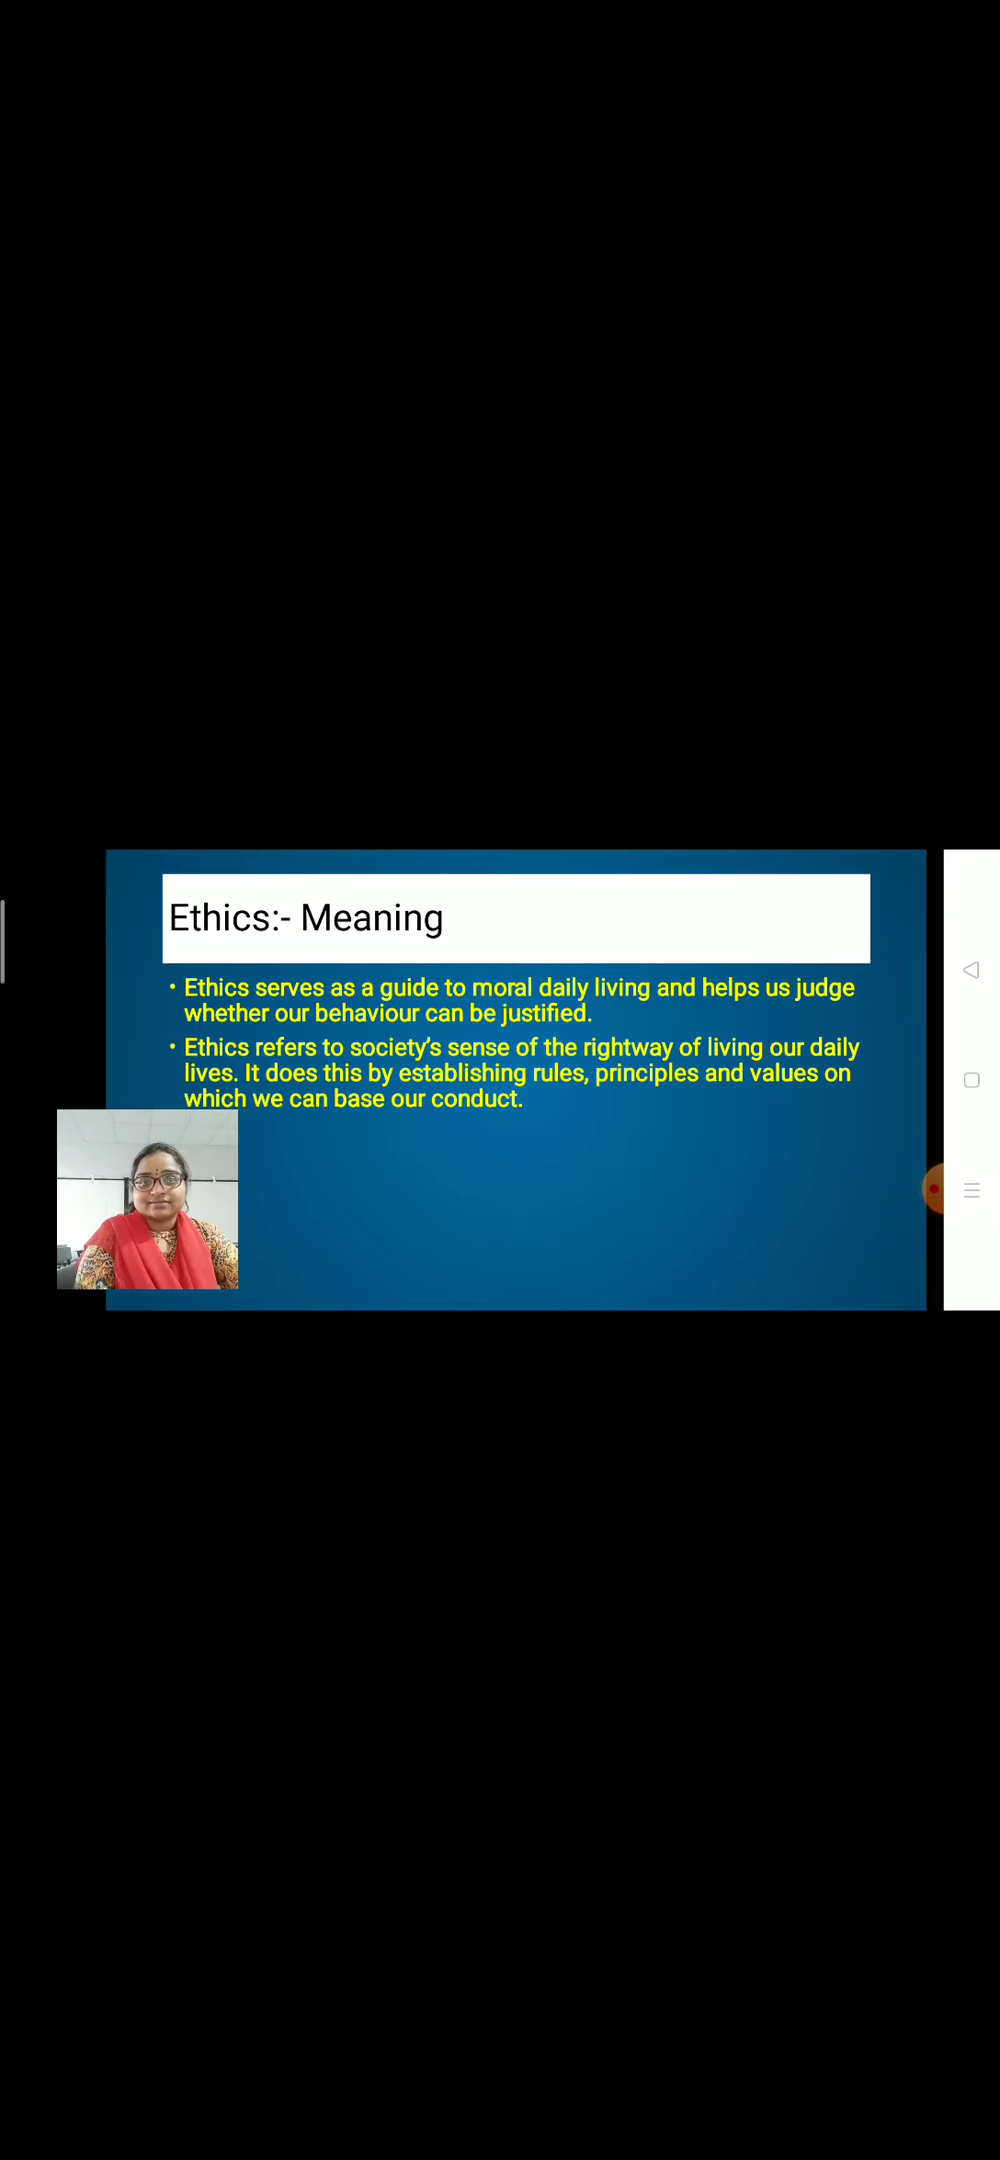 Ethics:- Meaning
• Ethics serves as a guide to moral daily living and helps us judge
whether our behaviour can be justified.
• Ethics refers to society’s sense of the rightway of living our daily
lives. It does this by establishing rules, principles and values on
which we can base our conduct.